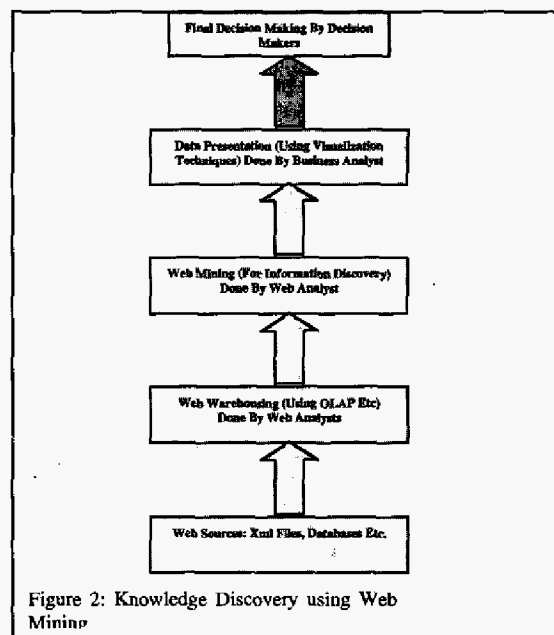 Final Decision Making By Decision
Makers
Data Presentation (Using Visualization
Techniques) Done By Business Analyst
Web Mining (For Information Discovery)
Done By Web Analyst
Web Warehousing (Using OLAP Etc)
Done By Web Analysts
Web Sources: Xml Files, Databases Etc.
Figure 2: Knowledge Discovery using Web
Mining